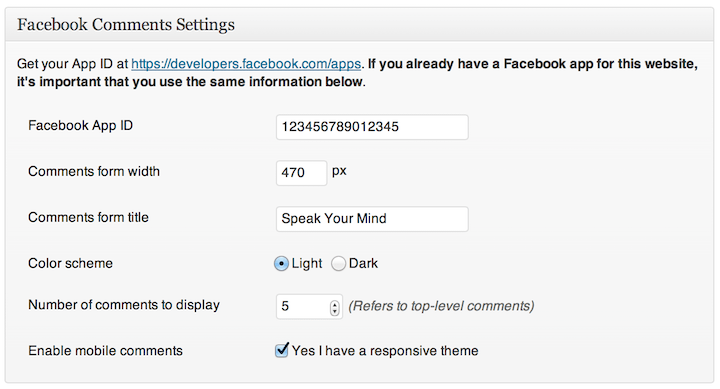 Facebook Comments Settings
Get your App ID at https://developers.facebook.com/apps. If you already have a Facebook app for this website,
it's important that you use the same information below.
Facebook App ID 123456789012345
Comments form width 470 px
Comments form title Speak Your Mind
Color scheme Light Dark
Number of comments to display 5 (Refers to top-level comments)
Enable mobile comments Yes I have a responsive theme